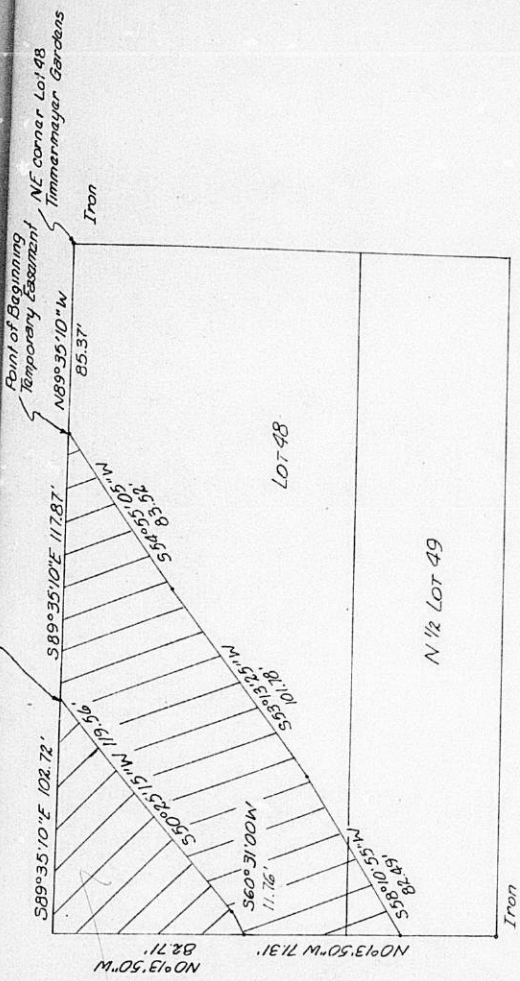 Point of Beginning
Temporary Easement
NE corner Lot 48
Timmermayer Gardens
Iron
S89°35'10"E 102.72'
S89°35'10"E 117.87'
N89°35'10"W
85.37'
S50°25'15"W 119.56'
S54°55'05"W
83.52'
S53°13'25"W
101.78'
S60°31'00W
11.76'
S58°10'55"W
82.49'
N0°13'50"W
82.71'
N0°13'50"W 71.31'
LOT 48
N 1/2 LOT 49
Iron